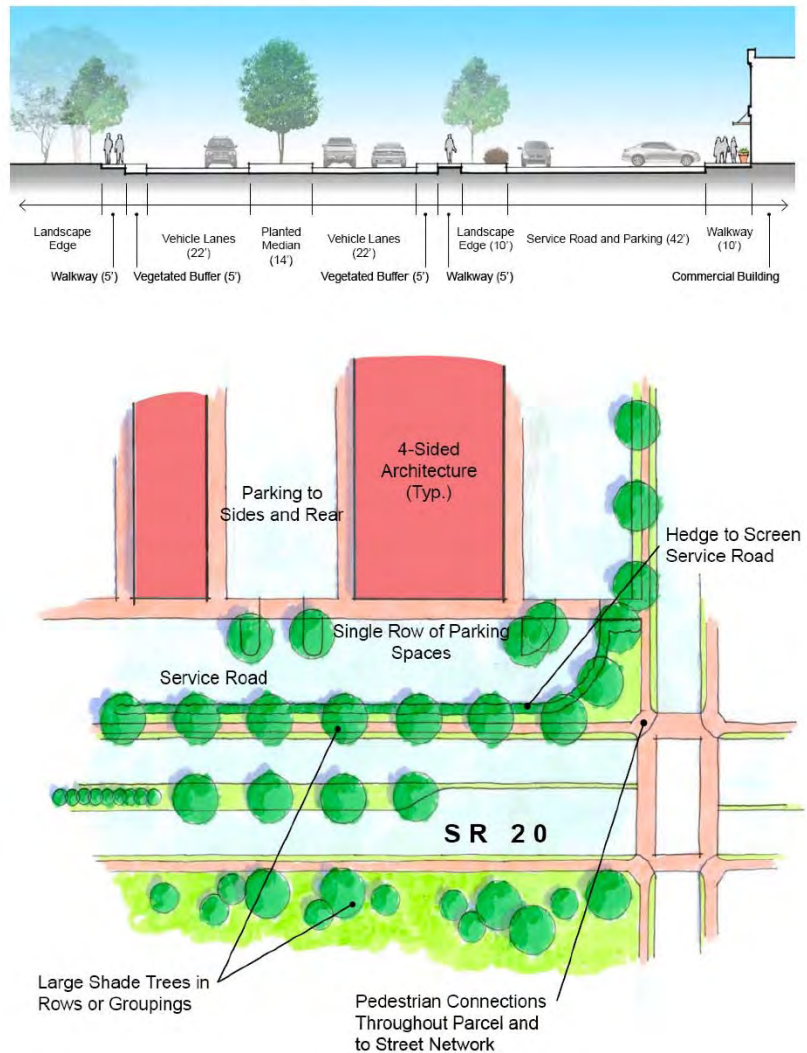 Landscape
Edge
Vehicle Lanes
(22')
Planted
Median
(14')
Vehicle Lanes
(22')
Landscape
Edge (10')
Service Road and Parking (42')
Walkway
(10')
Walkway (5')
Vegetated Buffer (5')
Vegetated Buffer (5')
Walkway (5')
Commercial Building
4-Sided
Architecture
(Typ.)
Parking to
Sides and Rear
Hedge to Screen
Service Road
Single Row of Parking
Spaces
Service Road
SR 20
Large Shade Trees in
Rows or Groupings
Pedestrian Connections
Throughout Parcel and
to Street Network